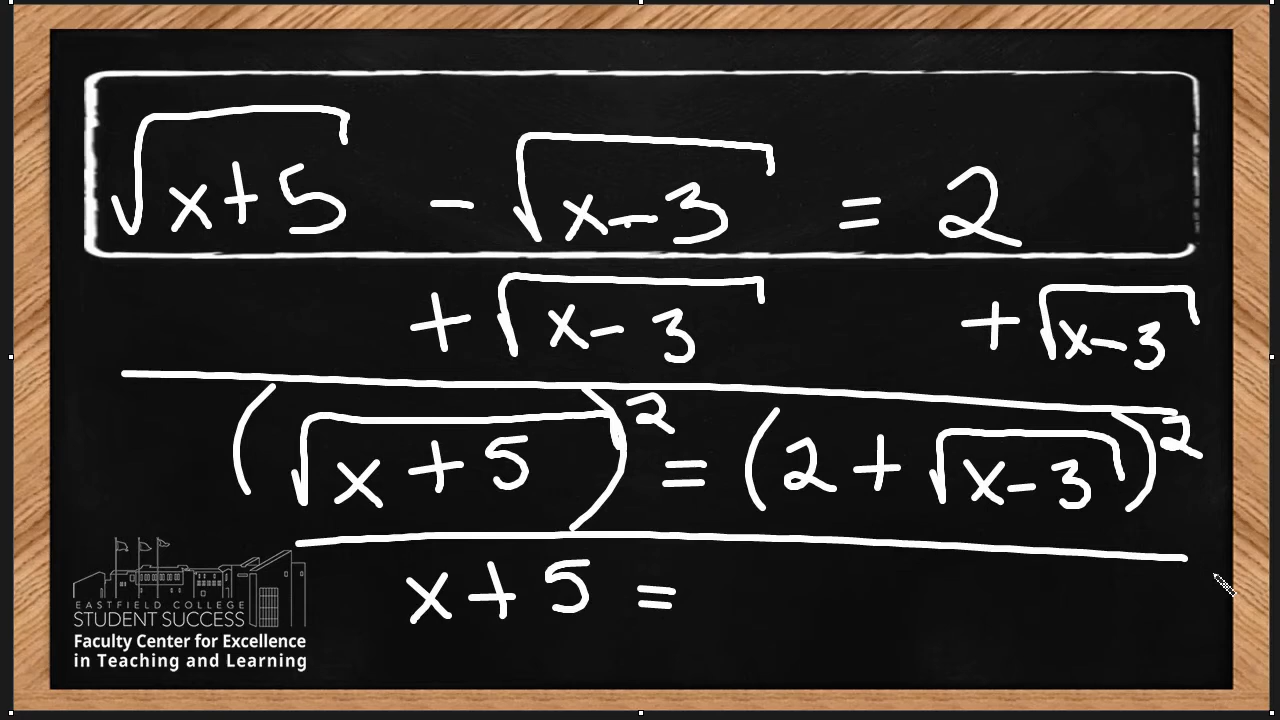 √(x+5) - √(x-3) = 2
+ √(x-3) + √(x-3)
(√(x+5))² = (2 + √(x-3))²
x+5 =
EASTFIELD COLLEGE
STUDENT SUCCESS
Faculty Center for Excellence
in Teaching and Learning